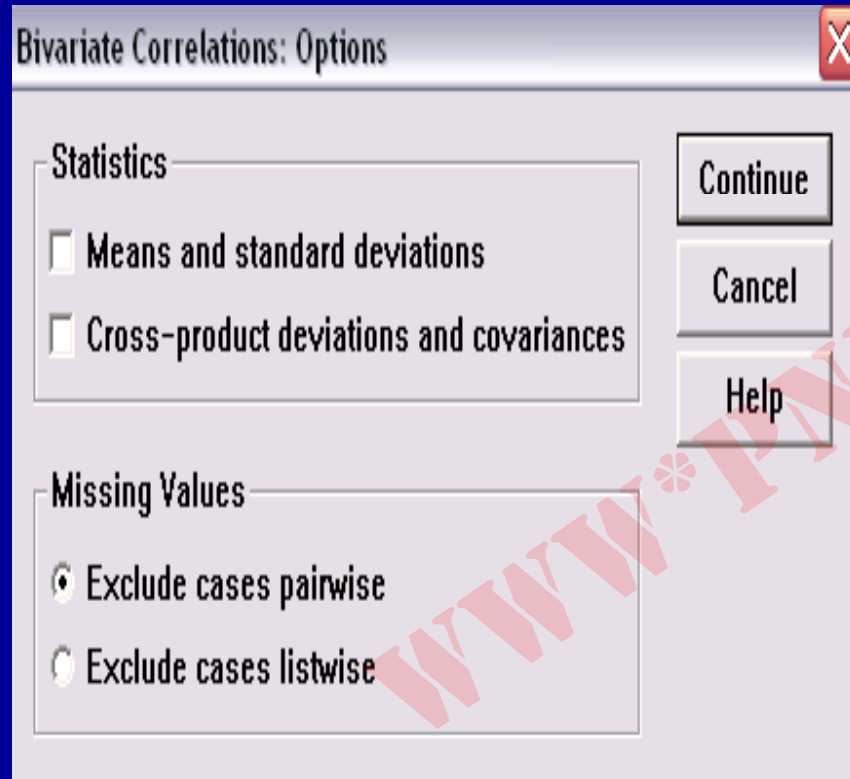 Bivariate Correlations: Options
Statistics
Means and standard deviations
Cross-product deviations and covariances
Continue
Cancel
Help
Missing Values
Exclude cases pairwise
Exclude cases listwise